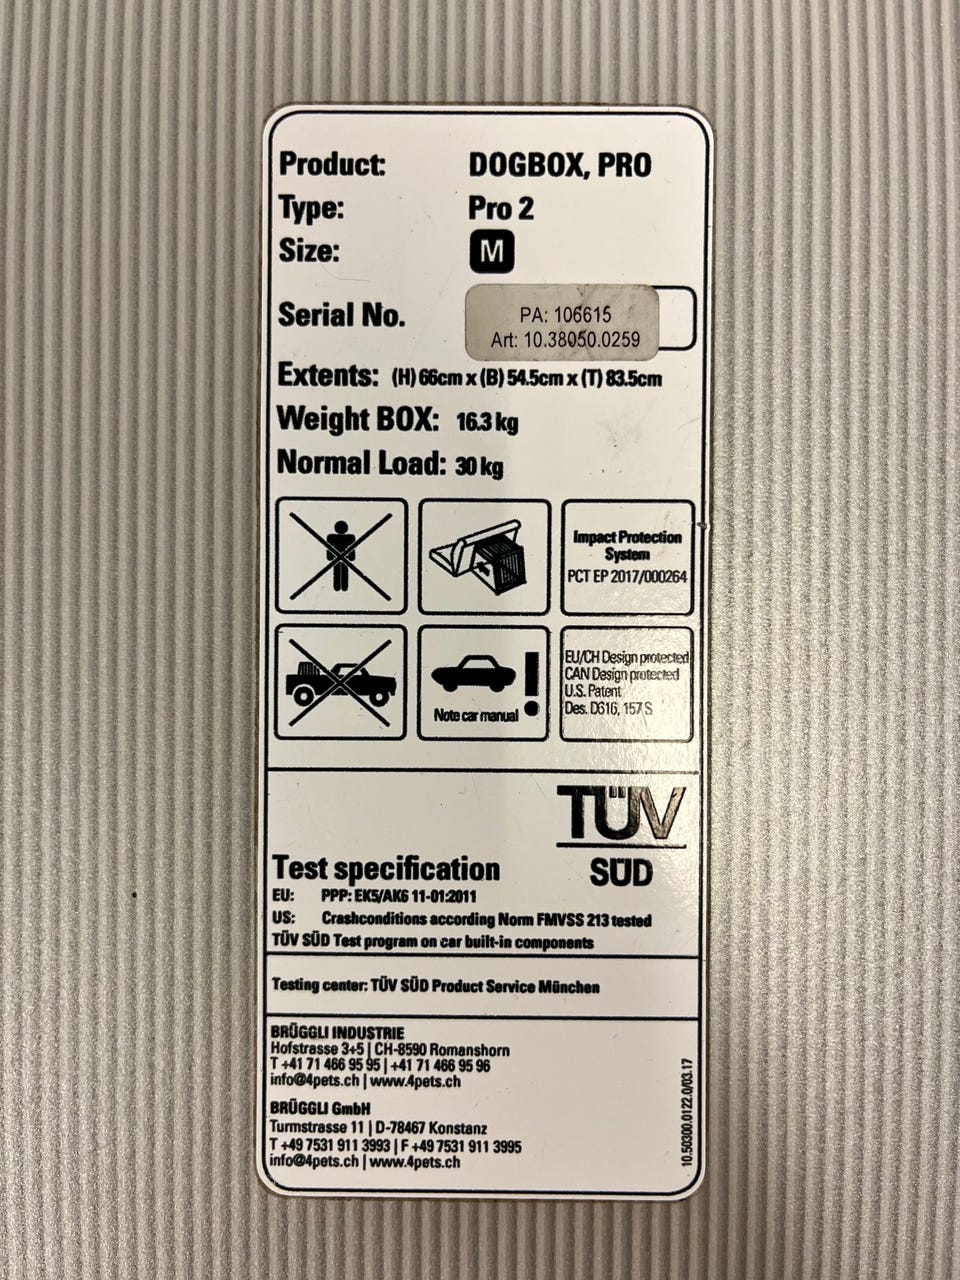 Product: DOGBOX, PRO
Type: Pro 2
Size: M
Serial No.
PA: 106615
Art: 10.38050.0259
Extents: (H) 66cm x (B) 54.5cm x (T) 83.5cm
Weight BOX: 16.3 kg
Normal Load: 30 kg
Impact Protection
System
PCT EP 2017/000264
Note car manual
!
EU/CH Design protected
CAN Design protected
U.S. Patent
Des. D616, 157 S
TÜV
SÜD
Test specification
EU: PPP: EK5/AK6 11-01:2011
US: Crashconditions according Norm FMVSS 213 tested
TÜV SÜD Test program on car built-in components
Testing center: TÜV SÜD Product Service München
BRÜGGLI INDUSTRIE
Hofstrasse 3+5 | CH-8590 Romanshorn
T +41 71 466 95 95 | +41 71 466 95 96
info@4pets.ch | www.4pets.ch
BRÜGGLI GmbH
Turmstrasse 11 | D-78467 Konstanz
T +49 7531 911 3993 | F +49 7531 911 3995
info@4pets.ch | www.4pets.ch
10.50300.0122.0/03.17